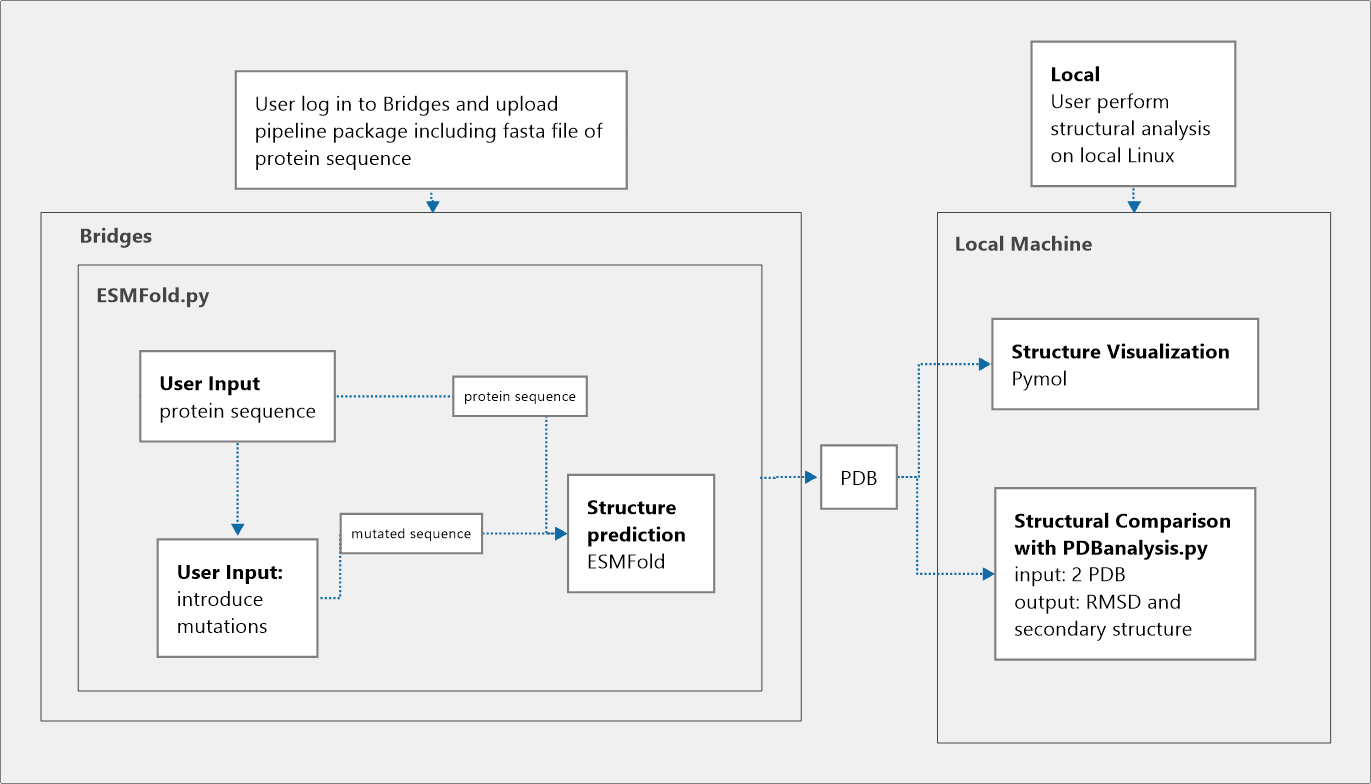 User log in to Bridges and upload
pipeline package including fasta file of
protein sequence
Local
User perform
structural analysis
on local Linux
Bridges
ESMFold.py
User Input
protein sequence
protein sequence
User Input:
introduce
mutations
mutated sequence
Structure
prediction
ESMFold
PDB
Local Machine
Structure Visualization
Pymol
Structural Comparison
with PDBanalysis.py
input: 2 PDB
output: RMSD and
secondary structure